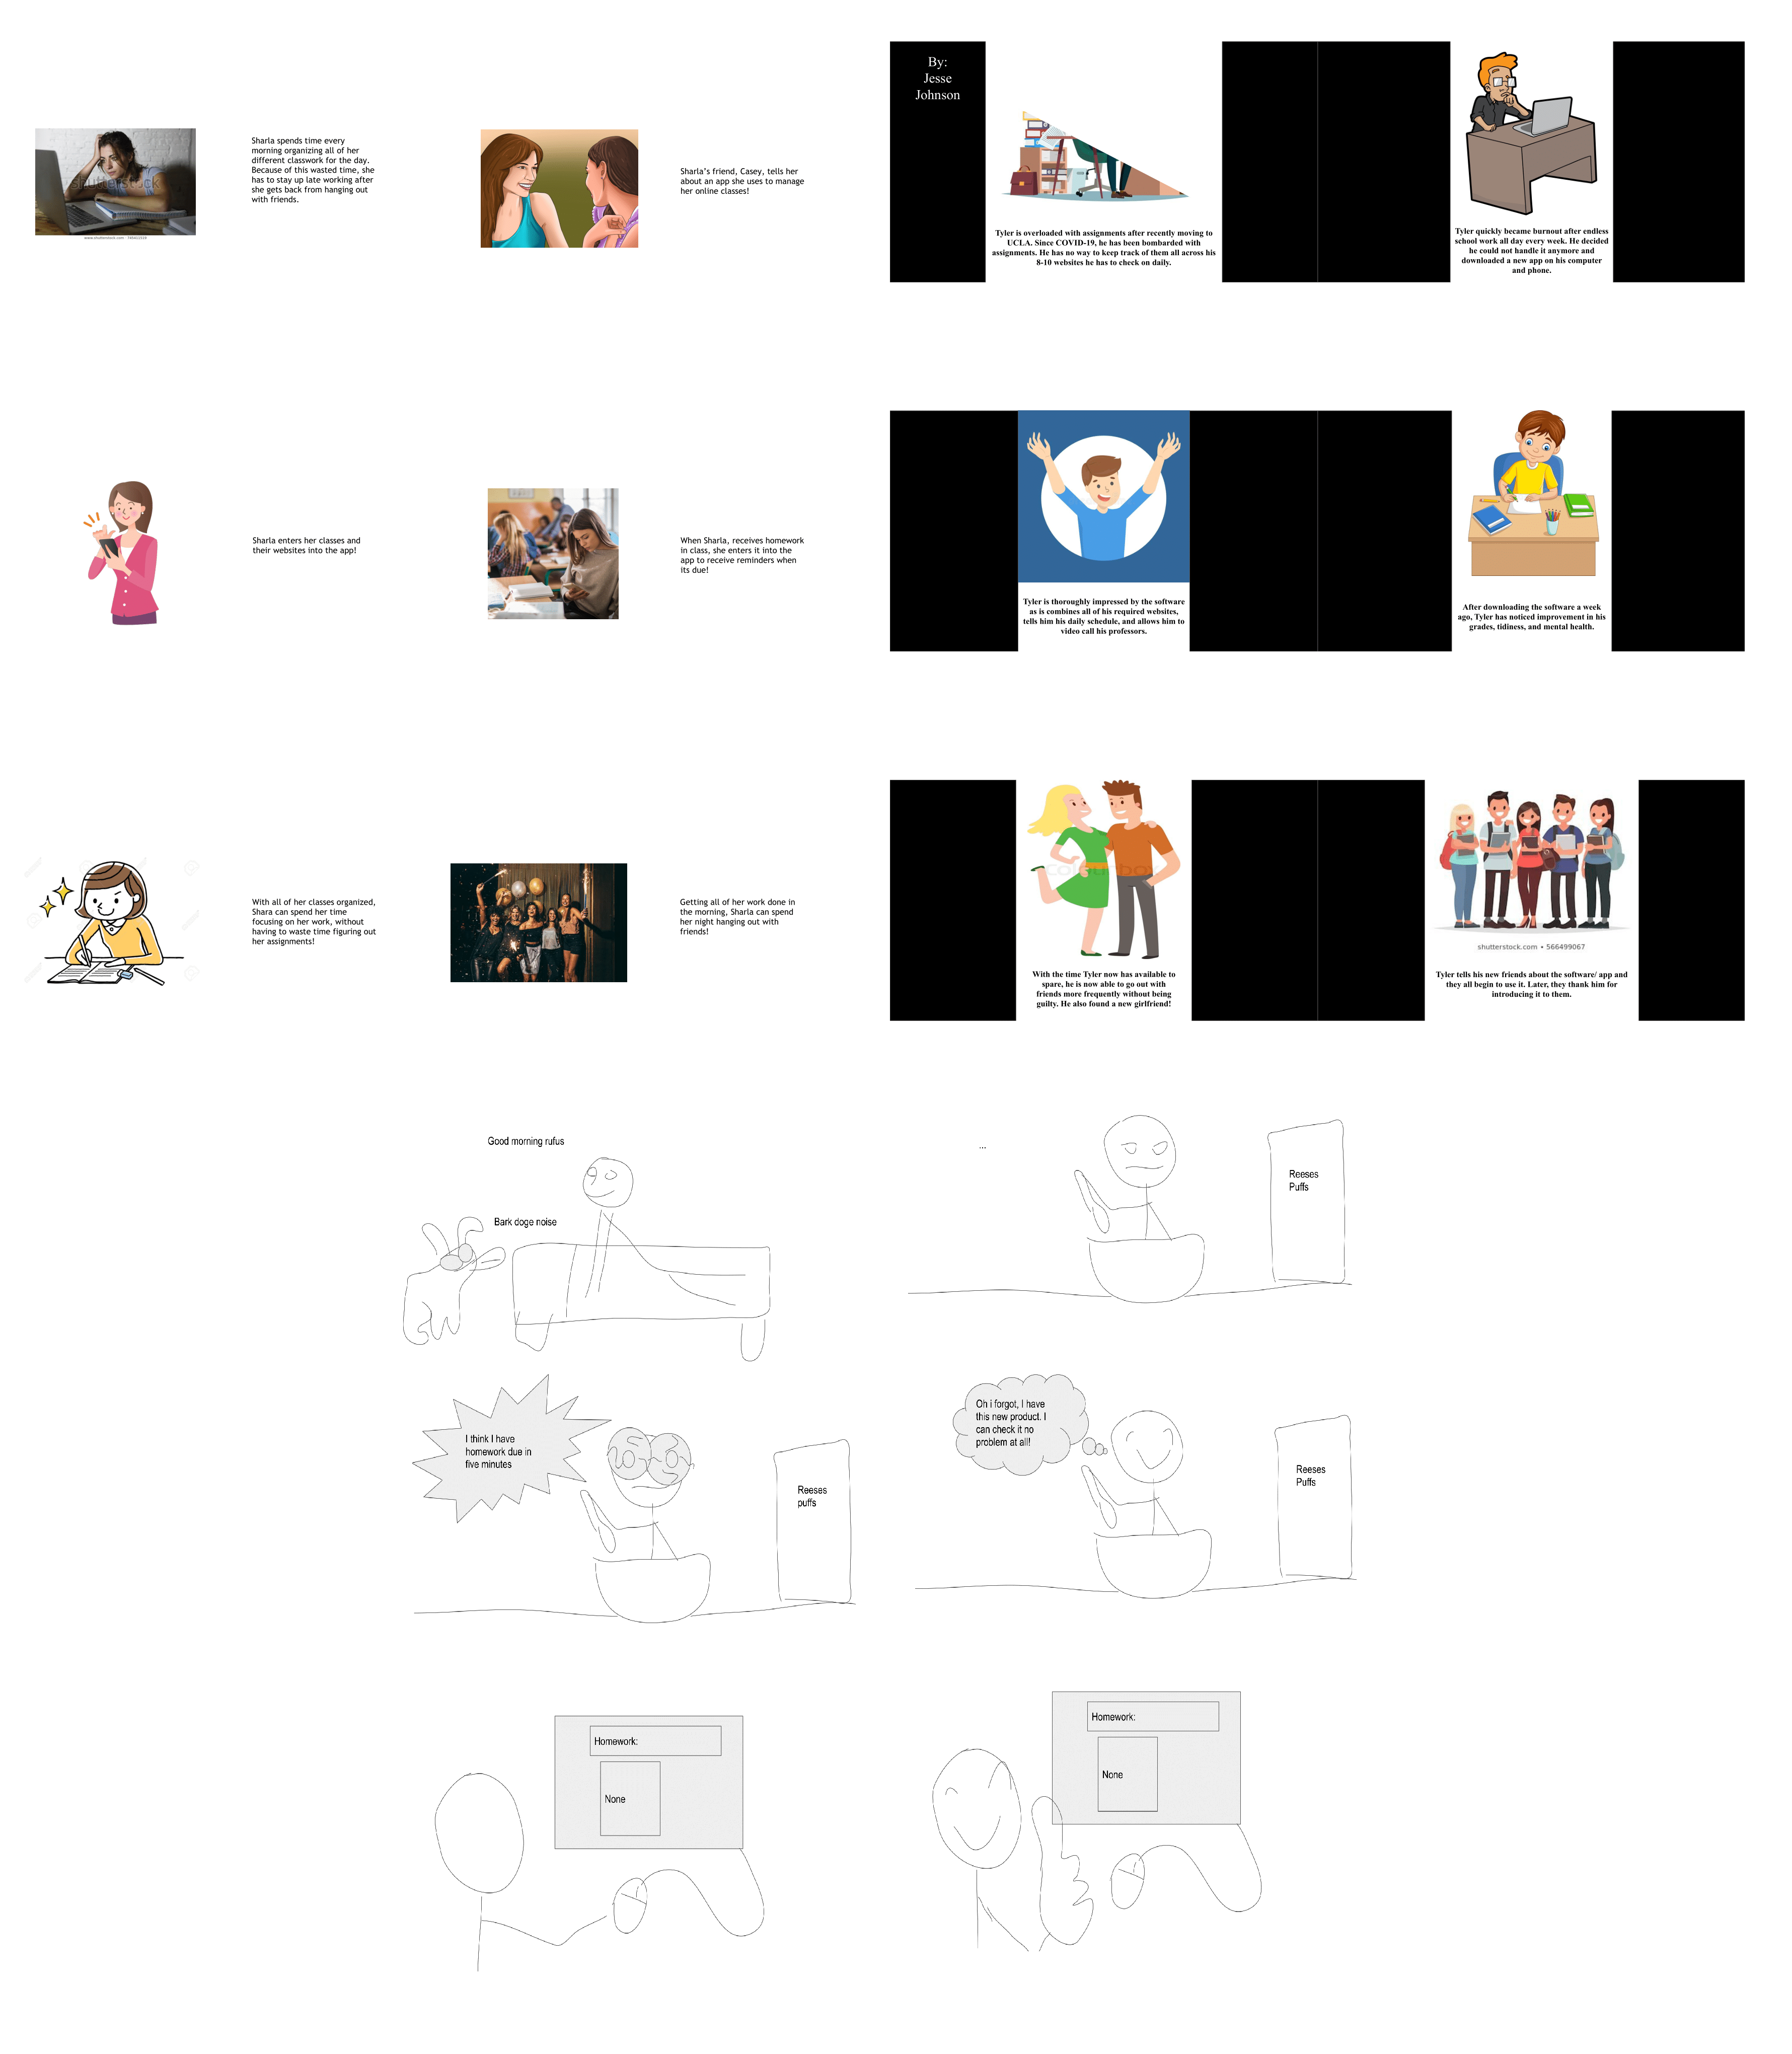 Sharla spends time every
morning organizing all of her
different classwork for the day.
Because of this wasted time, she
has to stay up late working after
she gets back from hanging out
with friends.
shutterstock
www.shutterstock.com · 766412329
Sharla's friend, Casey, tells her
about an app she uses to manage
her online classes!
Sharla enters her classes and
their websites into the app!
When Sharla, receives homework
in class, she enters it into the
app to receive reminders when
its due!
With all of her classes organized,
Shara can spend her time
focusing on her work, without
having to waste time figuring out
her assignments!
Getting all of her work done in
the morning, Sharla can spend
her night hanging out with
friends!
By:
Jesse
Johnson
Tyler is overloaded with assignments after recently moving to
UCLA. Since COVID-19, he has been bombarded with
assignments. He has no way to keep track of them all across his
8-10 websites he has to check on daily.
Tyler quickly became burnout after endless
school work all day every week. He decided
he could not handle it anymore and
downloaded a new app on his computer
and phone.
Tyler is thoroughly impressed by the software
as is combines all of his required websites,
tells him his daily schedule, and allows him to
video call his professors.
After downloading the software a week
ago, Tyler has noticed improvement in his
grades, tidiness, and mental health.
Colourbox
With the time Tyler now has available to
spare, he is now able to go out with
friends more frequently without being
guilty. He also found a new girlfriend!
shutterstock.com • 566499067
Tyler tells his new friends about the software/ app and
they all begin to use it. Later, they thank him for
introducing it to them.
Good morning rufus
Bark doge noise
...
Reeses
Puffs
I think I have
homework due in
five minutes
Reeses
puffs
Oh i forgot, I have
this new product. I
can check it no
problem at all!
Reeses
Puffs
Homework:
None
Homework:
None